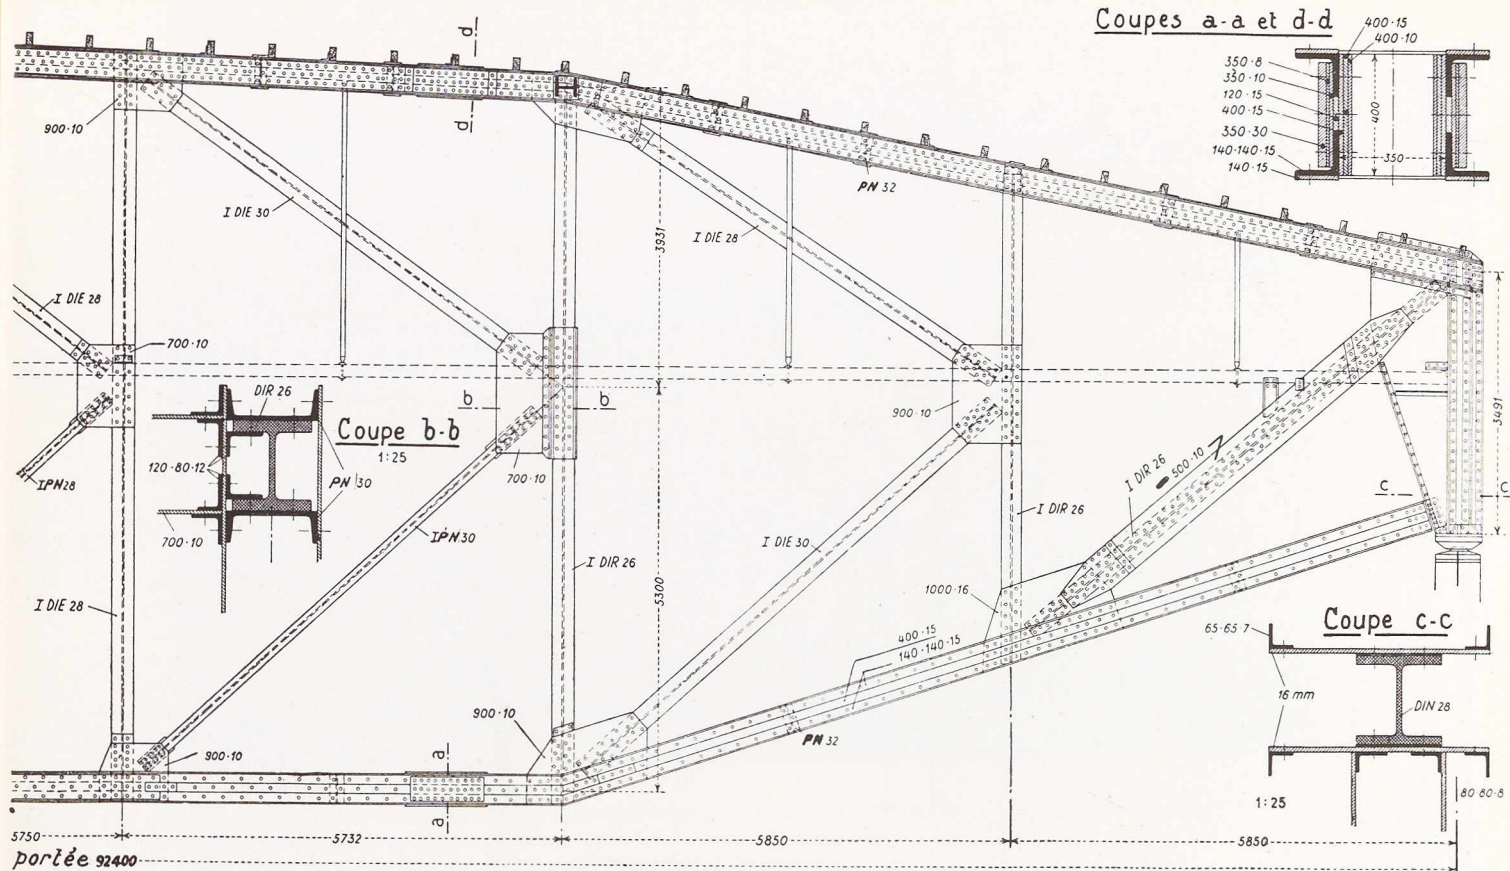 Coupes a-a et d-d
400·15
400·10
350·8
330·10
120·15
400·15
350·30
140·140·15
140·15
400
350
d
d
900·10
I DIE 30
3931
I DIE 28
PN 32
I DIE 28
700·10
DIR 26
Coupe b-b
1:25
120·80·12
PN 30
700·10
IPN28
b
b
700·10
900·10
3491
I DIR 26
500·10
c
c
I DIR 26
IPN30
I DIR 26
I DIE 30
5300
I DIE 28
1000·16
400·15
140·140·15
PN 32
900·10
900·10
a
a
Coupe c-c
65·65·7
16 mm
DIN 28
1:25
80·80·8
5750
5732
5850
5850
portée 92400